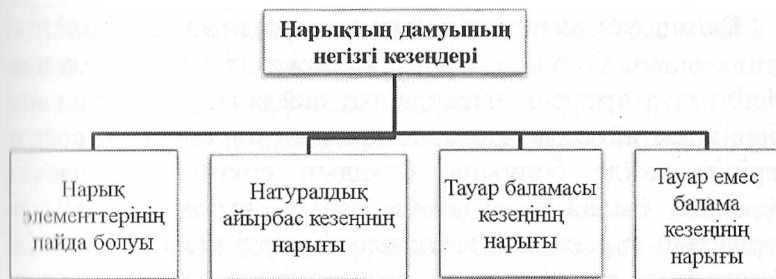 Нарықтың дамуының
негізгі кезеңдері
Нарық
элементтерінің
пайда болуы
Натуралдық
айырбас кезеңінің
нарығы
Тауар баламасы
кезеңінің
нарығы
Тауар емес
балама
кезеңінің
нарығы